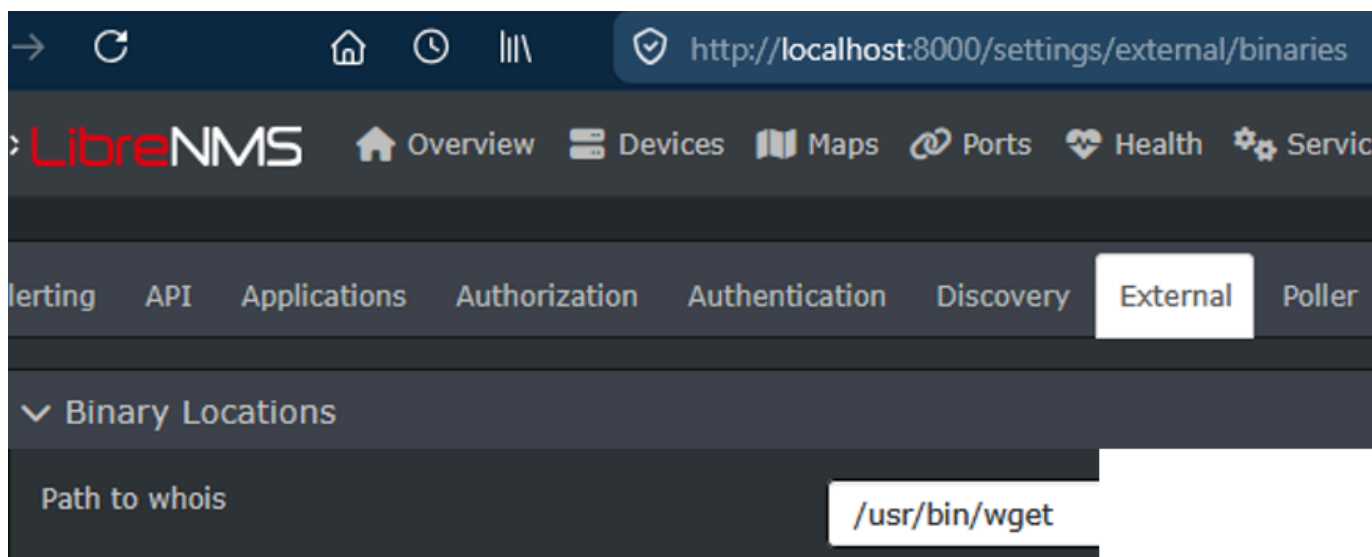 http://localhost:8000/settings/external/binaries
LibreNMS Overview Devices Maps Ports Health Servic
lerting API Applications Authorization Authentication Discovery External Poller
Binary Locations
Path to whois /usr/bin/wget